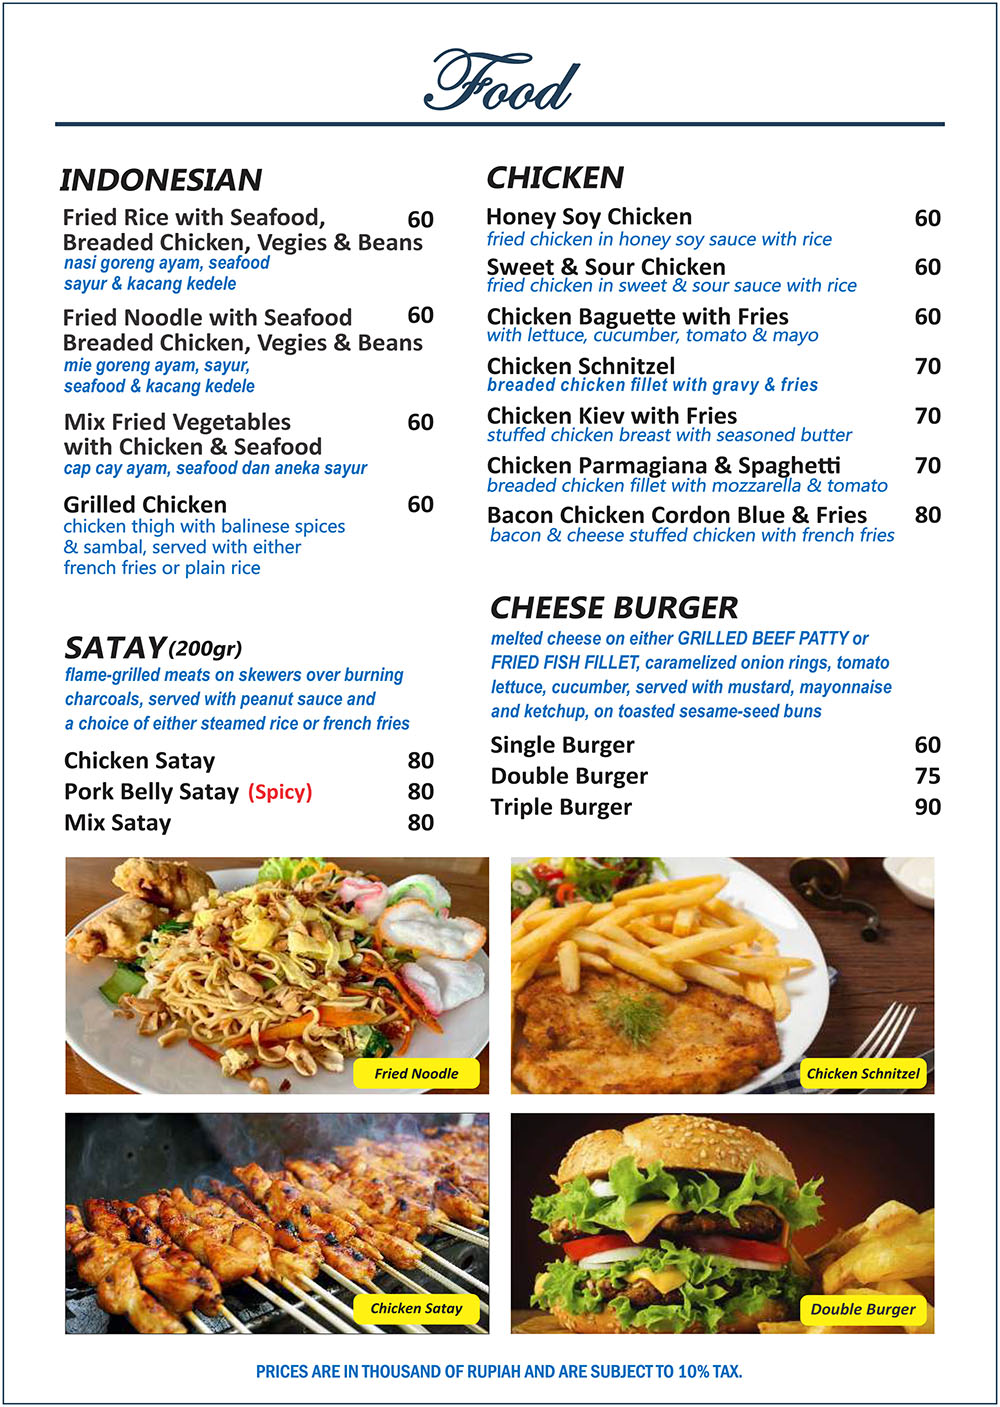 Food
INDONESIAN
Fried Rice with Seafood, 60
Breaded Chicken, Vegies & Beans
nasi goreng ayam, seafood
sayur & kacang kedele
Fried Noodle with Seafood 60
Breaded Chicken, Vegies & Beans
mie goreng ayam, sayur,
seafood & kacang kedele
Mix Fried Vegetables 60
with Chicken & Seafood
cap cay ayam, seafood dan aneka sayur
Grilled Chicken 60
chicken thigh with balinese spices
& sambal, served with either
french fries or plain rice
SATAY (200gr)
flame-grilled meats on skewers over burning
charcoals, served with peanut sauce and
a choice of either steamed rice or french fries
Chicken Satay 80
Pork Belly Satay (Spicy) 80
Mix Satay 80
CHICKEN
Honey Soy Chicken 60
fried chicken in honey soy sauce with rice
Sweet & Sour Chicken 60
fried chicken in sweet & sour sauce with rice
Chicken Baguette with Fries 60
with lettuce, cucumber, tomato & mayo
Chicken Schnitzel 70
breaded chicken fillet with gravy & fries
Chicken Kiev with Fries 70
stuffed chicken breast with seasoned butter
Chicken Parmagiana & Spaghetti 70
breaded chicken fillet with mozzarella & tomato
Bacon Chicken Cordon Blue & Fries 80
bacon & cheese stuffed chicken with french fries
CHEESE BURGER
melted cheese on either GRILLED BEEF PATTY or
FRIED FISH FILLET, caramelized onion rings, tomato
lettuce, cucumber, served with mustard, mayonnaise
and ketchup, on toasted sesame-seed buns
Single Burger 60
Double Burger 75
Triple Burger 90
Fried Noodle
Chicken Schnitzel
Chicken Satay
Double Burger
PRICES ARE IN THOUSAND OF RUPIAH AND ARE SUBJECT TO 10% TAX.